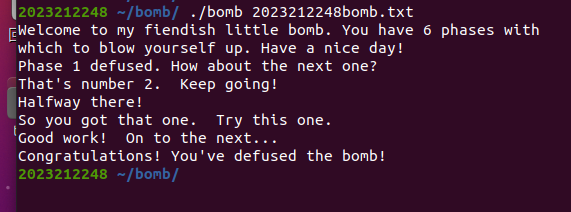 2023212248 ~/bomb/ ./bomb 2023212248bomb.txt
Welcome to my fiendish little bomb. You have 6 phases with
which to blow yourself up. Have a nice day!
Phase 1 defused. How about the next one?
That's number 2.  Keep going!
Halfway there!
So you got that one.  Try this one.
Good work!  On to the next...
Congratulations! You've defused the bomb!
2023212248 ~/bomb/